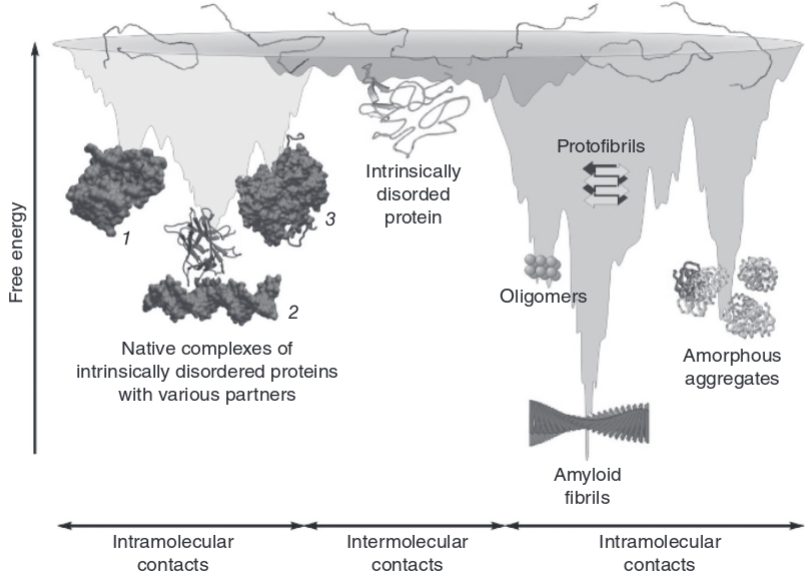 Free energy
1
2
3
Native complexes of
intrinsically disordered proteins
with various partners
Intrinsically
disorded
protein
Protofibrils
Oligomers
Amorphous
aggregates
Amyloid
fibrils
Intramolecular
contacts
Intermolecular
contacts
Intramolecular
contacts